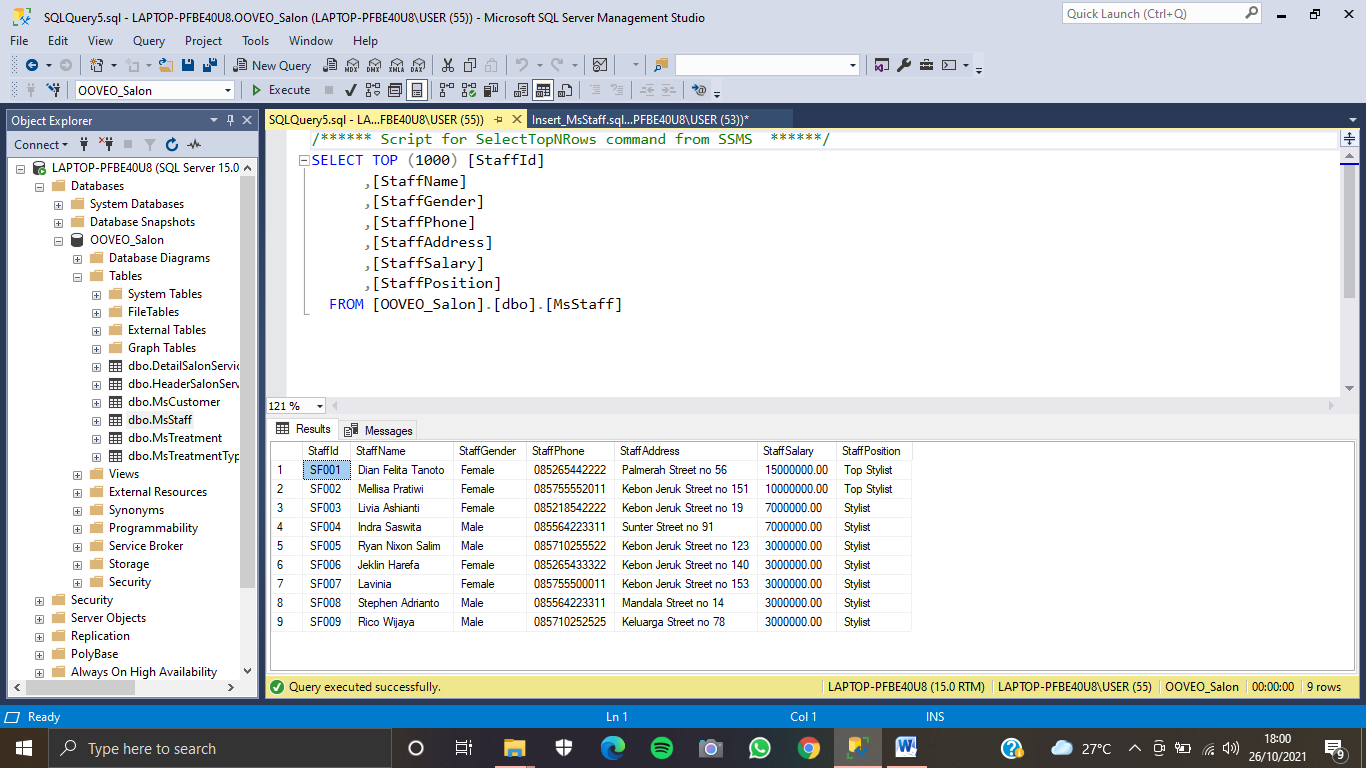 SQLQuery5.sql - LAPTOP-PFBE40U8.OOVEO_Salon (LAPTOP-PFBE40U8\USER (55)) - Microsoft SQL Server Management Studio
Quick Launch (Ctrl+Q)
File Edit View Query Project Tools Window Help
New Query MDX DMX XMLA DAX
OOVEO_Salon Execute
Object Explorer
Connect
LAPTOP-PFBE40U8 (SQL Server 15.0
Databases
System Databases
Database Snapshots
OOVEO_Salon
Database Diagrams
Tables
System Tables
FileTables
External Tables
Graph Tables
dbo.DetailSalonServic
dbo.HeaderSalonServ
dbo.MsCustomer
dbo.MsStaff
dbo.MsTreatment
dbo.MsTreatmentTyp
Views
External Resources
Synonyms
Programmability
Service Broker
Storage
Security
Security
Server Objects
Replication
PolyBase
Always On High Availability
SQLQuery5.sql - LA...FBE40U8\USER (55)) Insert_MsStaff.sql...P-PFBE40U8\USER (53))*
/****** Script for SelectTopNRows command from SSMS ******/
SELECT TOP (1000) [StaffId]
,[StaffName]
,[StaffGender]
,[StaffPhone]
,[StaffAddress]
,[StaffSalary]
,[StaffPosition]
FROM [OOVEO_Salon].[dbo].[MsStaff]
121 %
Results Messages
StaffId StaffName StaffGender StaffPhone StaffAddress StaffSalary StaffPosition
1 SF001 Dian Felita Tanoto Female 085265442222 Palmerah Street no 56 15000000.00 Top Stylist
2 SF002 Mellisa Pratiwi Female 085755552011 Kebon Jeruk Street no 151 10000000.00 Top Stylist
3 SF003 Livia Ashianti Female 085218542222 Kebon Jeruk Street no 19 7000000.00 Stylist
4 SF004 Indra Saswita Male 085564223311 Sunter Street no 91 7000000.00 Stylist
5 SF005 Ryan Nixon Salim Male 085710255522 Kebon Jeruk Street no 123 3000000.00 Stylist
6 SF006 Jeklin Harefa Female 085265433322 Kebon Jeruk Street no 140 3000000.00 Stylist
7 SF007 Lavinia Female 085755500011 Kebon Jeruk Street no 153 3000000.00 Stylist
8 SF008 Stephen Adrianto Male 085564223311 Mandala Street no 14 3000000.00 Stylist
9 SF009 Rico Wijaya Male 085710252525 Keluarga Street no 78 3000000.00 Stylist
Query executed successfully. LAPTOP-PFBE40U8 (15.0 RTM) LAPTOP-PFBE40U8\USER (55) OOVEO_Salon 00:00:00 9 rows
Ready Ln 1 Col 1 INS
Type here to search
27°C
18:00
26/10/2021
9